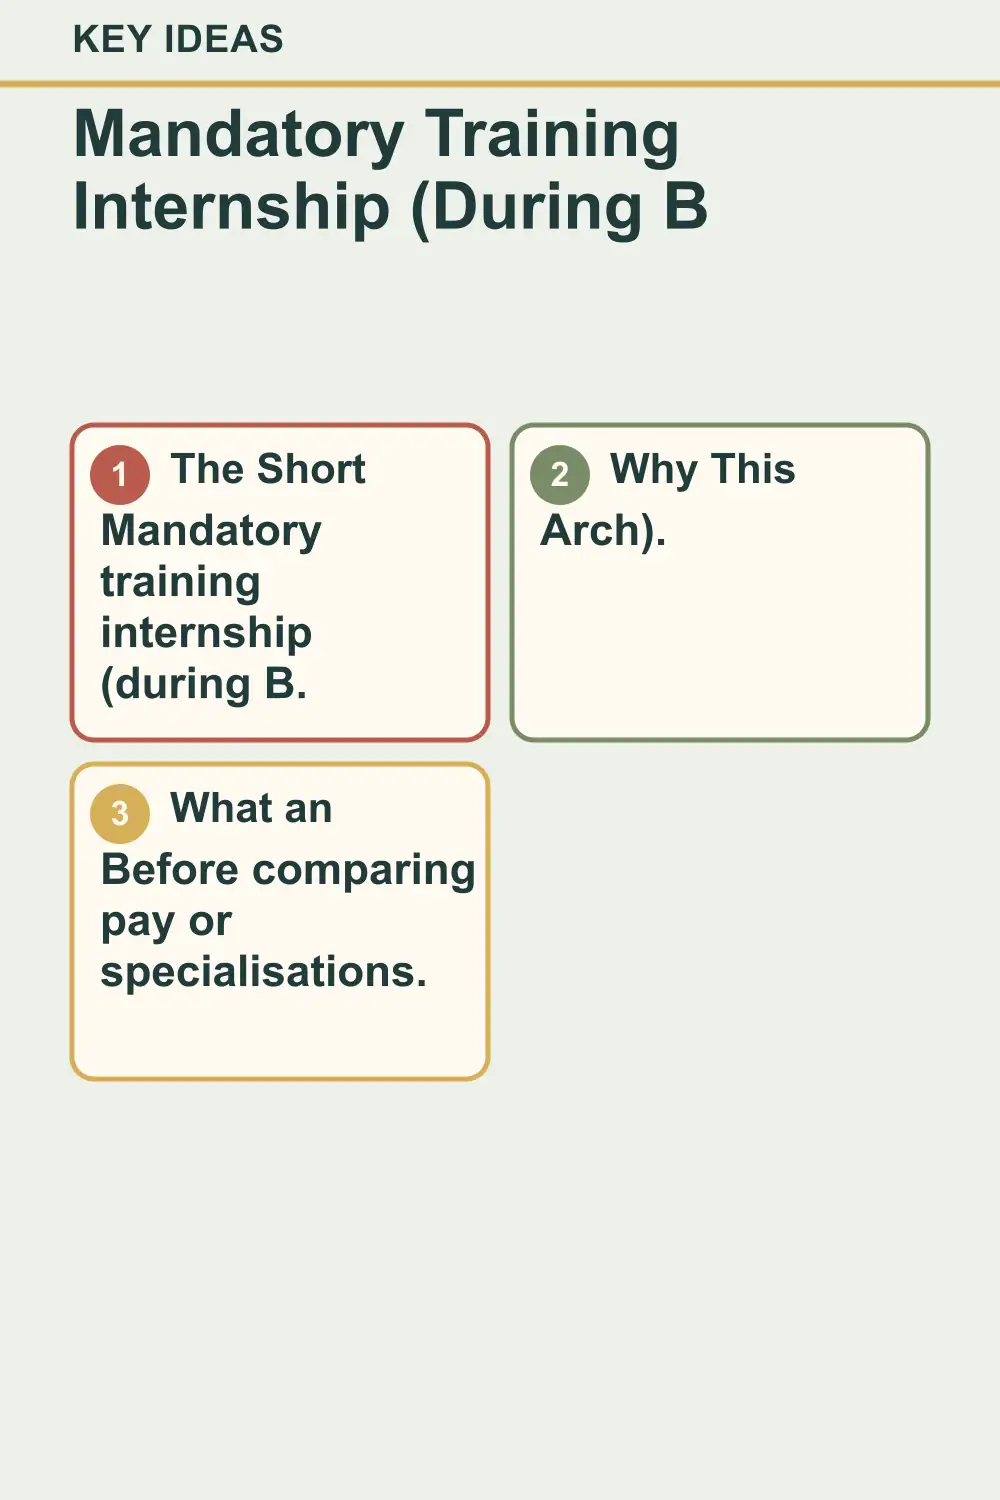 KEY IDEAS
Mandatory Training
Internship (During B
1 The Short
Mandatory
training
internship
(during B.
2 Why This
Arch).
3 What an
Before comparing
pay or
specialisations.